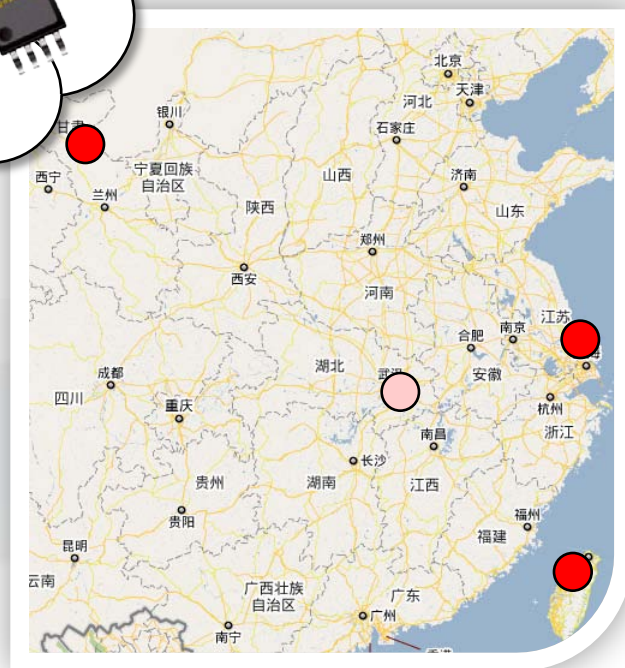 北京
天津
河北
银川
石家庄
甘肃
宁夏回族
自治区
西宁
兰州
山西
济南
山东
陕西
郑州
西安
河南
江苏
南京
合肥
湖北
安徽
成都
四川
重庆
杭州
浙江
南昌
长沙
贵州
湖南
江西
贵阳
福州
昆明
福建
云南
广西壮族
自治区
广东
广州
南宁